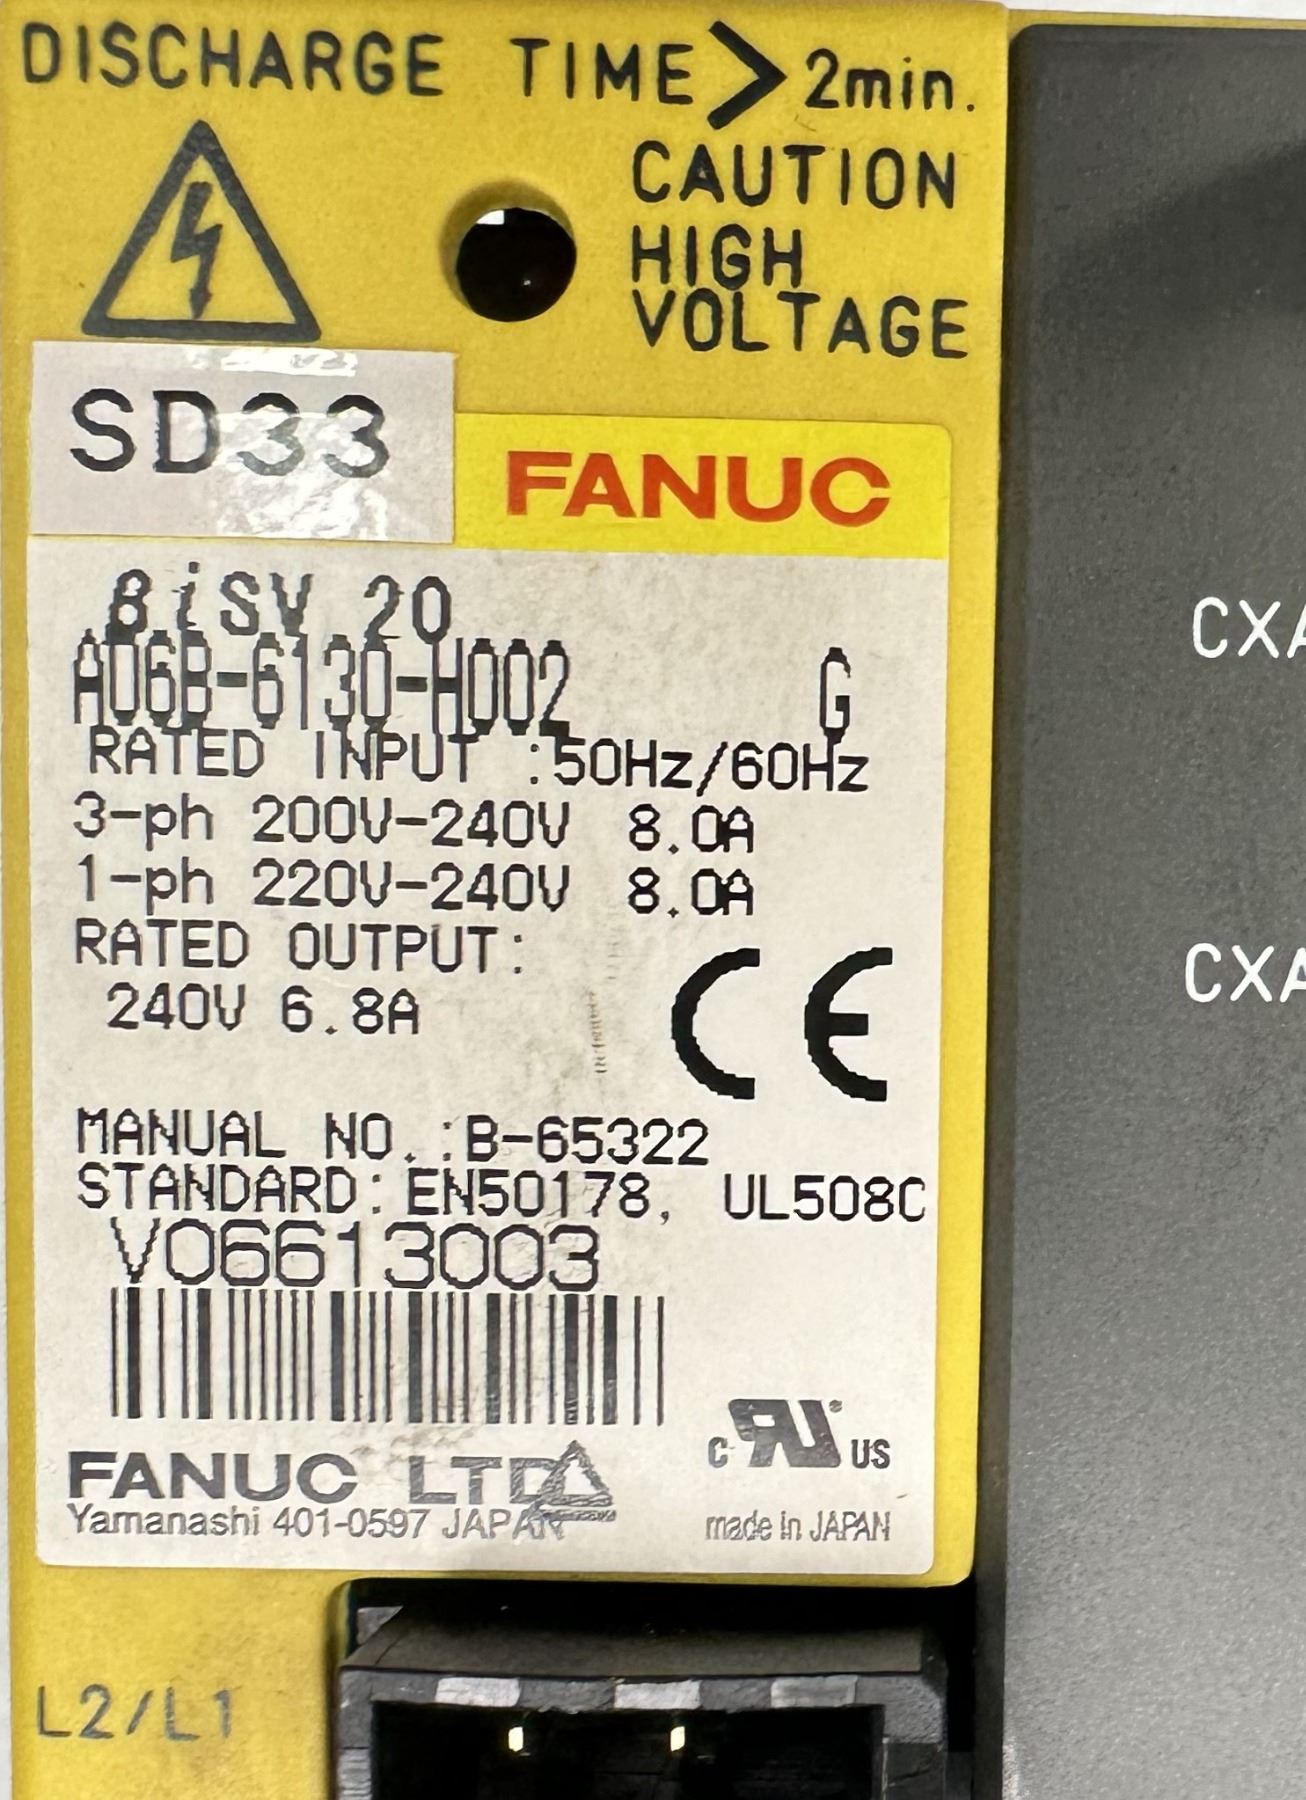 DISCHARGE TIME > 2min.
CAUTION
HIGH
VOLTAGE
SD33
FANUC
βiSV 20
A06B-6130-H002 G
RATED INPUT :50Hz/60Hz
3-ph 200V-240V 8.0A
1-ph 220V-240V 8.0A
RATED OUTPUT:
240V 6.8A
CE
MANUAL NO.:B-65322
STANDARD:EN50178, UL508C
V06613003
FANUC LTD
Yamanashi 401-0597 JAPAN
c RU US
made in JAPAN
L2/L1
CXA
CXA